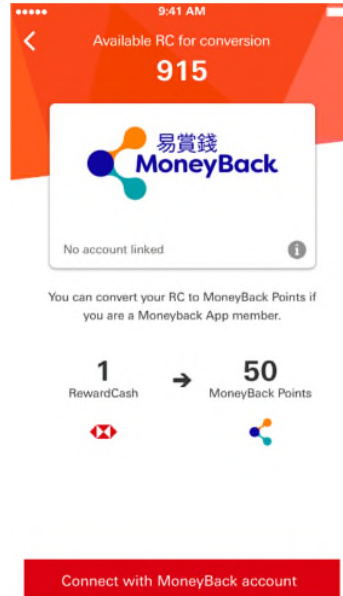 9:41 AM
Available RC for conversion
915
易賞錢
MoneyBack
No account linked
You can convert your RC to MoneyBack Points if
you are a Moneyback App member.
1 → 50
RewardCash MoneyBack Points
Connect with MoneyBack account